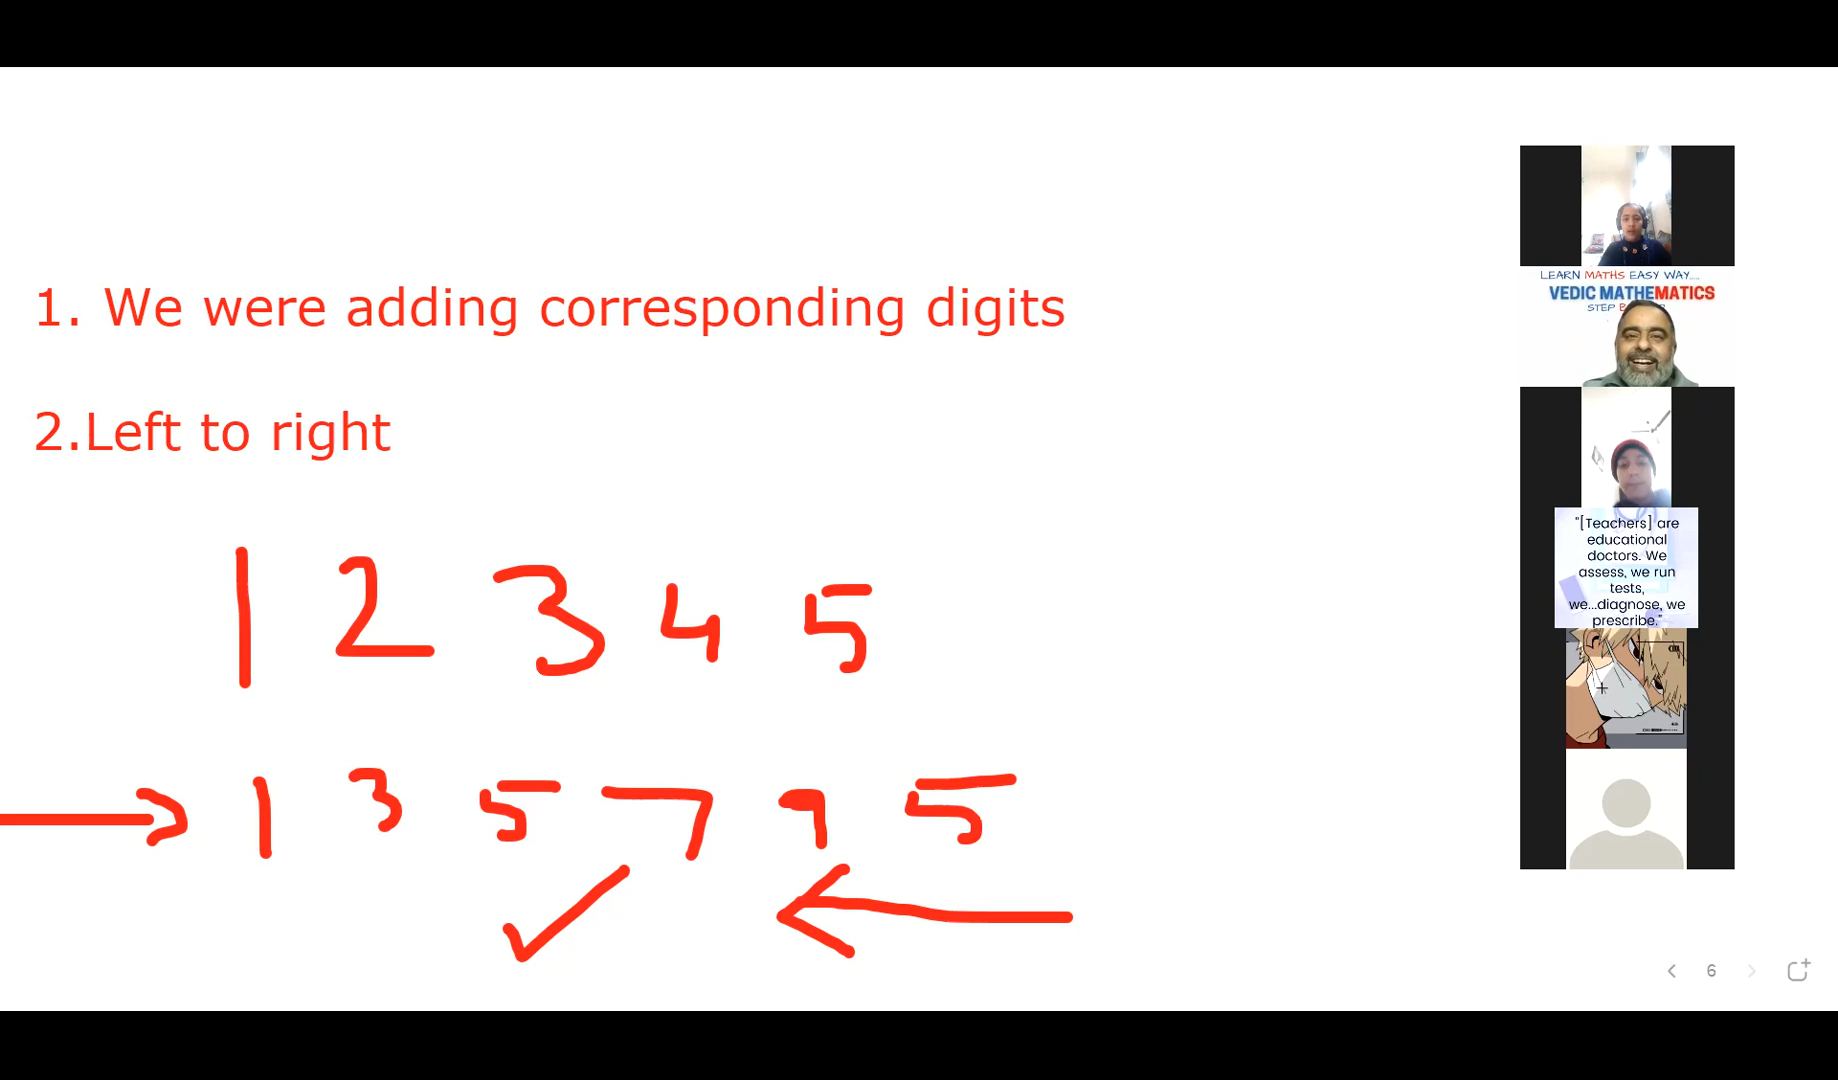 1. We were adding corresponding digits
2.Left to right
1 2 3 4 5
1 3 5 7 9 5
LEARN MATHS EASY WAY....
VEDIC MATHEMATICS
STEP
"[Teachers] are
educational
doctors. We
assess, we run
tests,
we...diagnose, we
prescribe."
6